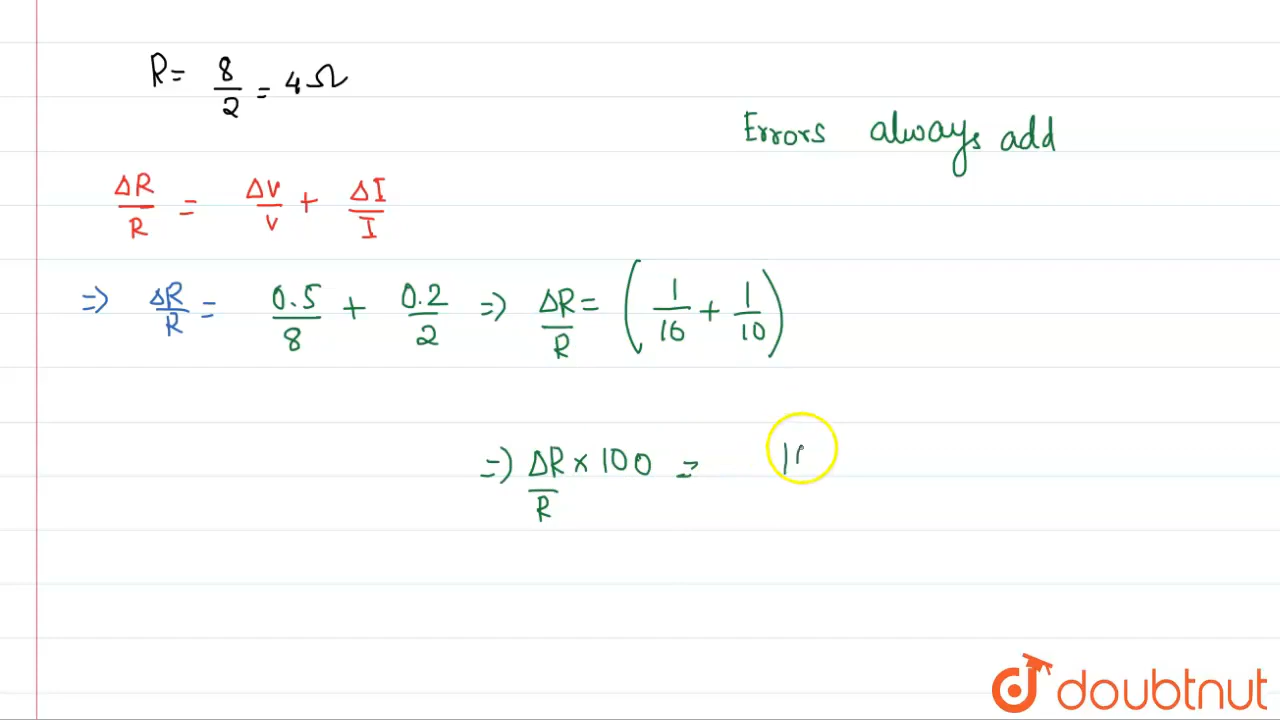 R = 8/2 = 4Ω
Errors always add
ΔR/R = ΔV/V + ΔI/I
⇒ ΔR/R = 0.5/8 + 0.2/2 ⇒ ΔR/R = (1/16 + 1/10)
⇒ ΔR/R × 100 =
doubtnut